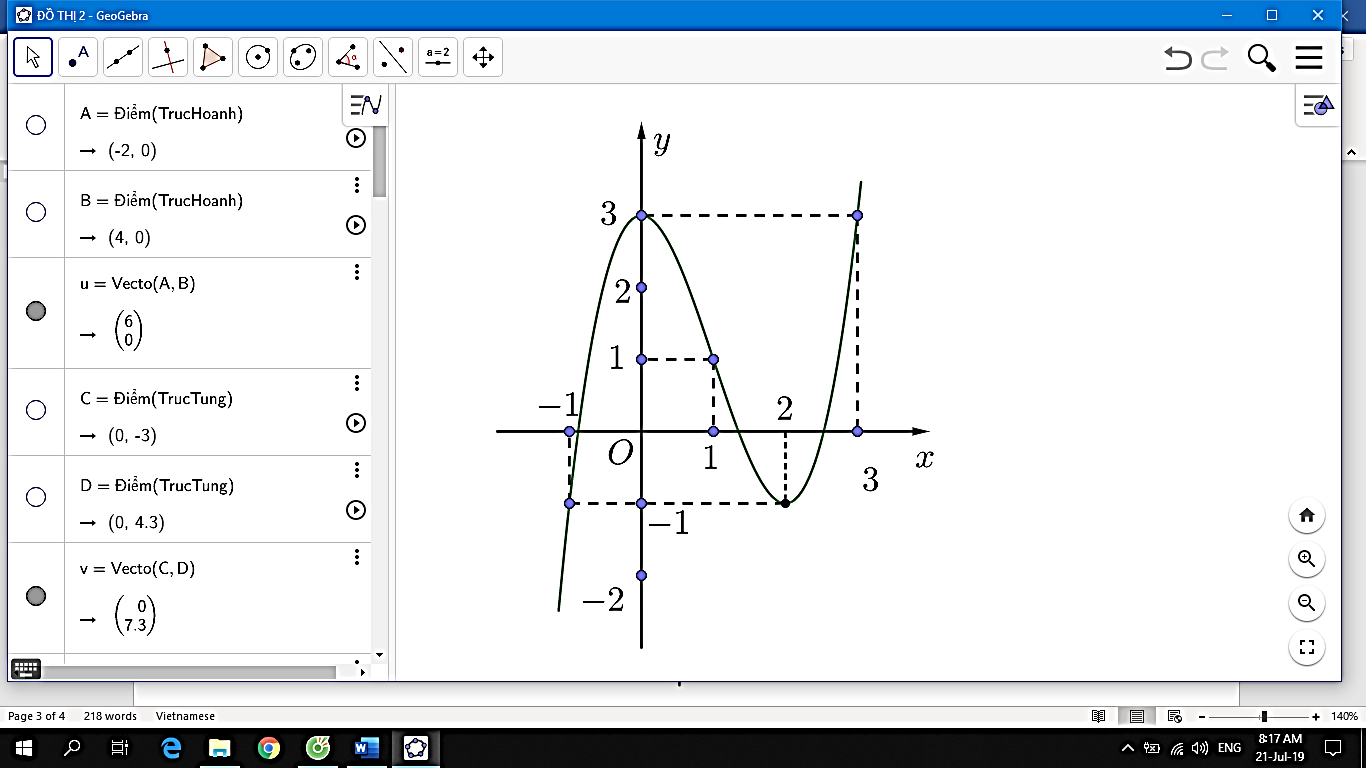 ĐỒ THỊ 2 - GeoGebra
A
a=2
A = Điểm(TrucHoanh)
→ (-2, 0)
B = Điểm(TrucHoanh)
→ (4, 0)
u = Vecto(A, B)
→ (6
0)
C = Điểm(TrucTung)
→ (0, -3)
D = Điểm(TrucTung)
→ (0, 4.3)
v = Vecto(C, D)
→ (0
7.3)
y
3
2
1
−1
2
O
1
x
3
−1
−2
Page 3 of 4 218 words Vietnamese
140%
ENG
8:17 AM
21-Jul-19